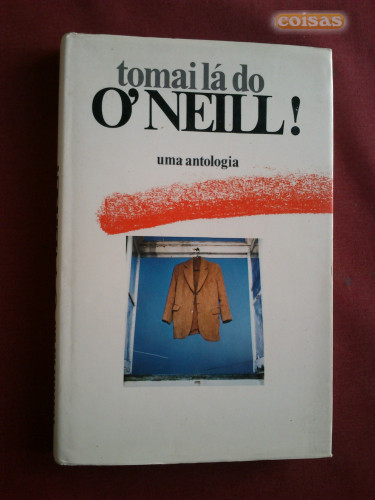 coisas
tomai lá do
O'NEILL!
uma antologia